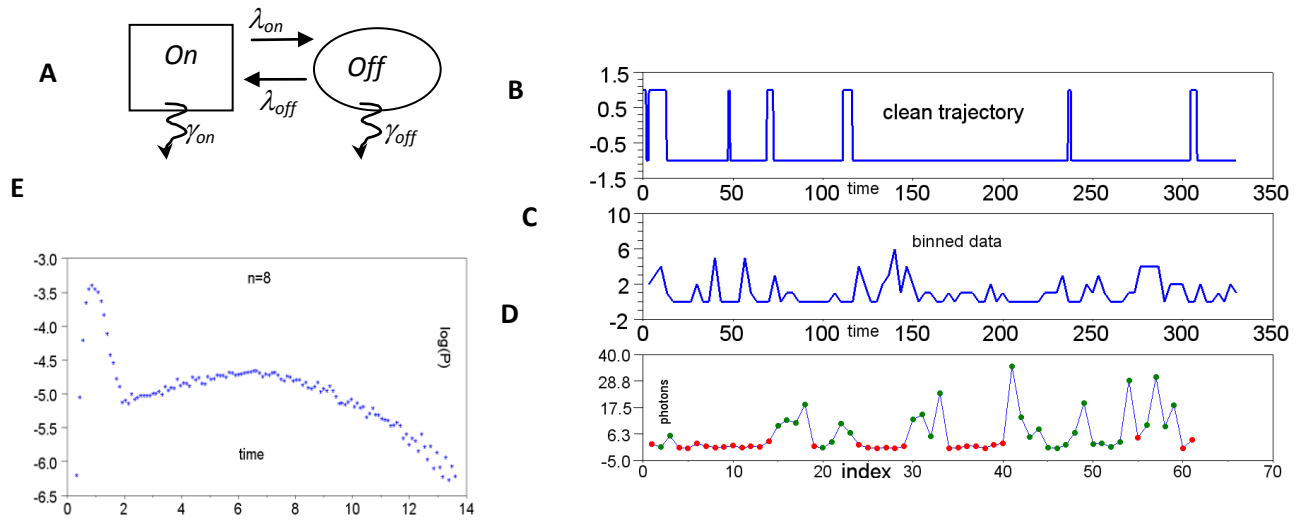 A
On
λon
Off
λoff
γon
γoff
B
1.5
0.5
-0.5
-1.5
clean trajectory
0 50 100 150 200 250 300 350
time
C
10
6
2
-2
binned data
0 50 100 150 200 250 300 350
time
D
40.0
28.8
17.5
6.3
-5.0
photons
0 10 20 30 40 50 60 70
index
E
-3.0
-3.5
-4.0
-4.5
-5.0
-5.5
-6.0
-6.5
n=8
log(P)
time
0 2 4 6 8 10 12 14